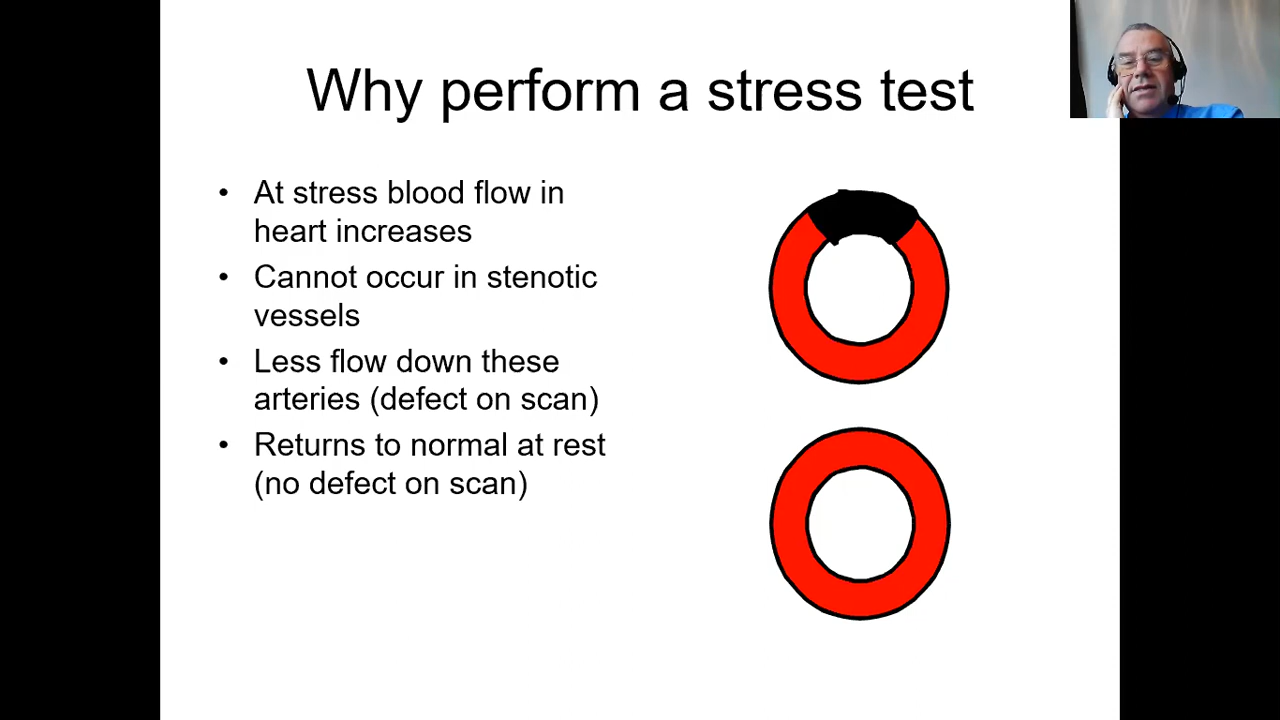 Why perform a stress test
• At stress blood flow in
heart increases
• Cannot occur in stenotic
vessels
• Less flow down these
arteries (defect on scan)
• Returns to normal at rest
(no defect on scan)